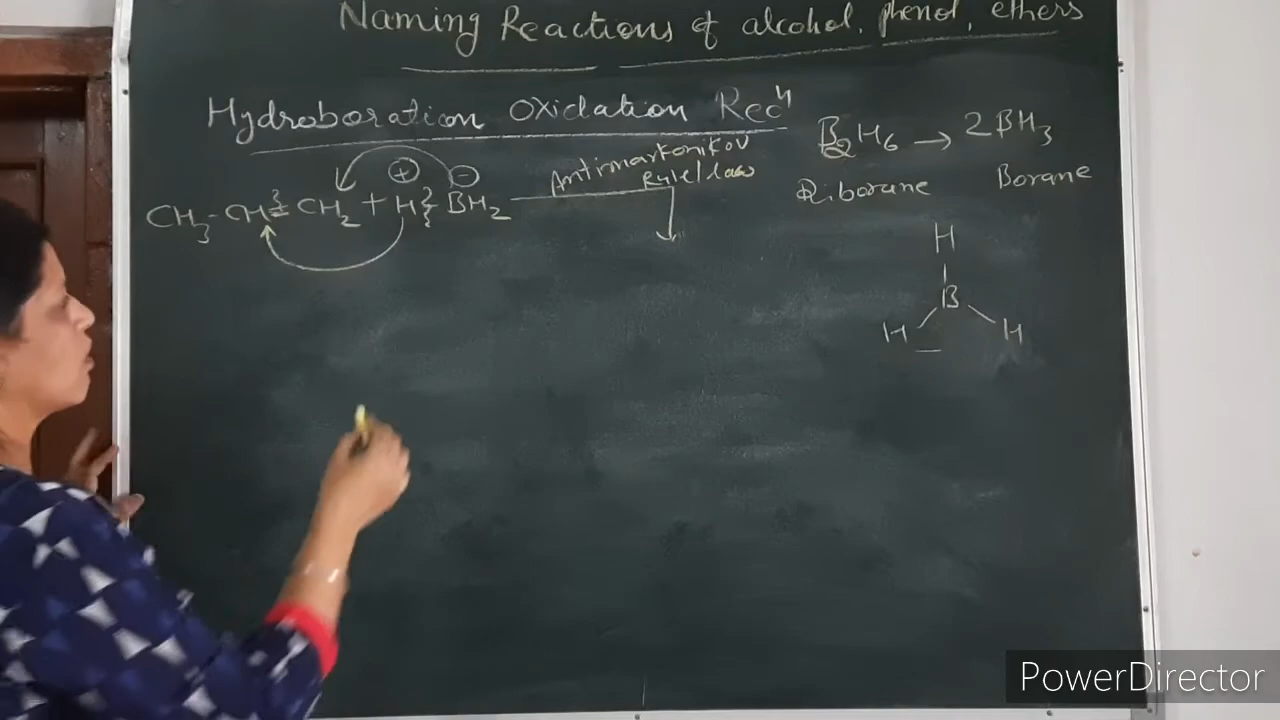 Naming Reactions of alcohol, phenol, ethers
Hydroboration Oxidation Recⁿ
B₂H₆ → 2BH₃
Diborane Borane
⊕ ⊖
CH₃-CH=CH₂ + H}-BH₂
Antimarkonikov
Rule/law
H
B
H H
PowerDirector